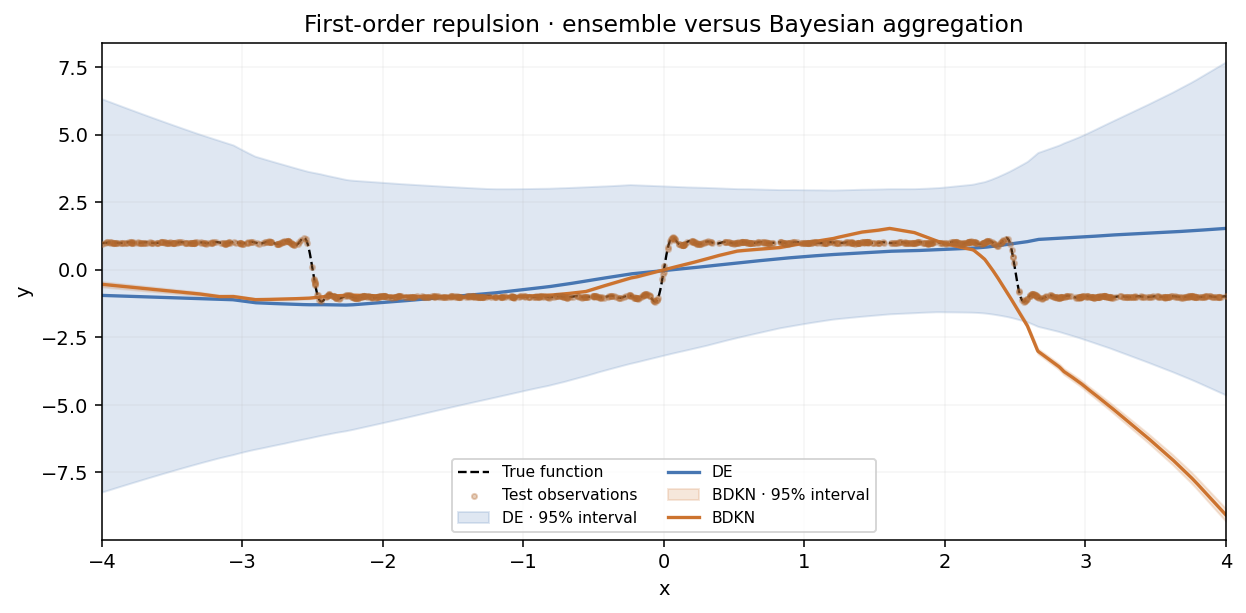 First-order repulsion · ensemble versus Bayesian aggregation
7.5
5.0
2.5
0.0
−2.5
−5.0
−7.5
y
True function
Test observations
DE · 95% interval
DE
BDKN · 95% interval
BDKN
−4
−3
−2
−1
0
1
2
3
4
x